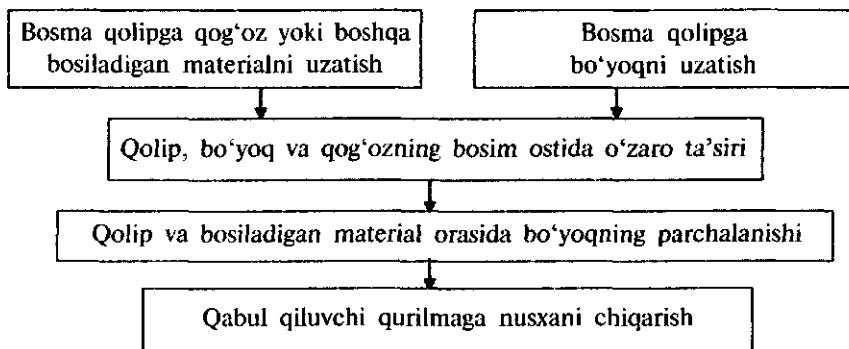 Bosma qolipga qog‘oz yoki boshqa
bosiladigan materialni uzatish
Bosma qolipga
bo‘yoqni uzatish
Qolip, bo‘yoq va qog‘ozning bosim ostida o‘zaro ta’siri
Qolip va bosiladigan material orasida bo‘yoqning parchalanishi
Qabul qiluvchi qurilmaga nusxani chiqarish